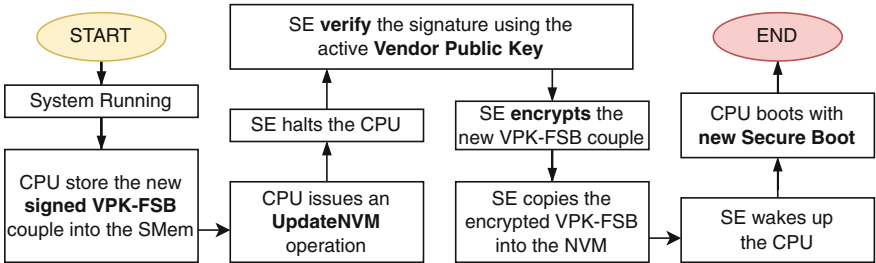 START
System Running
CPU store the new
signed VPK-FSB
couple into the SMem
CPU issues an
UpdateNVM
operation
SE halts the CPU
SE verify the signature using the
active Vendor Public Key
SE encrypts the
new VPK-FSB couple
SE copies the
encrypted VPK-FSB
into the NVM
SE wakes up
the CPU
CPU boots with
new Secure Boot
END